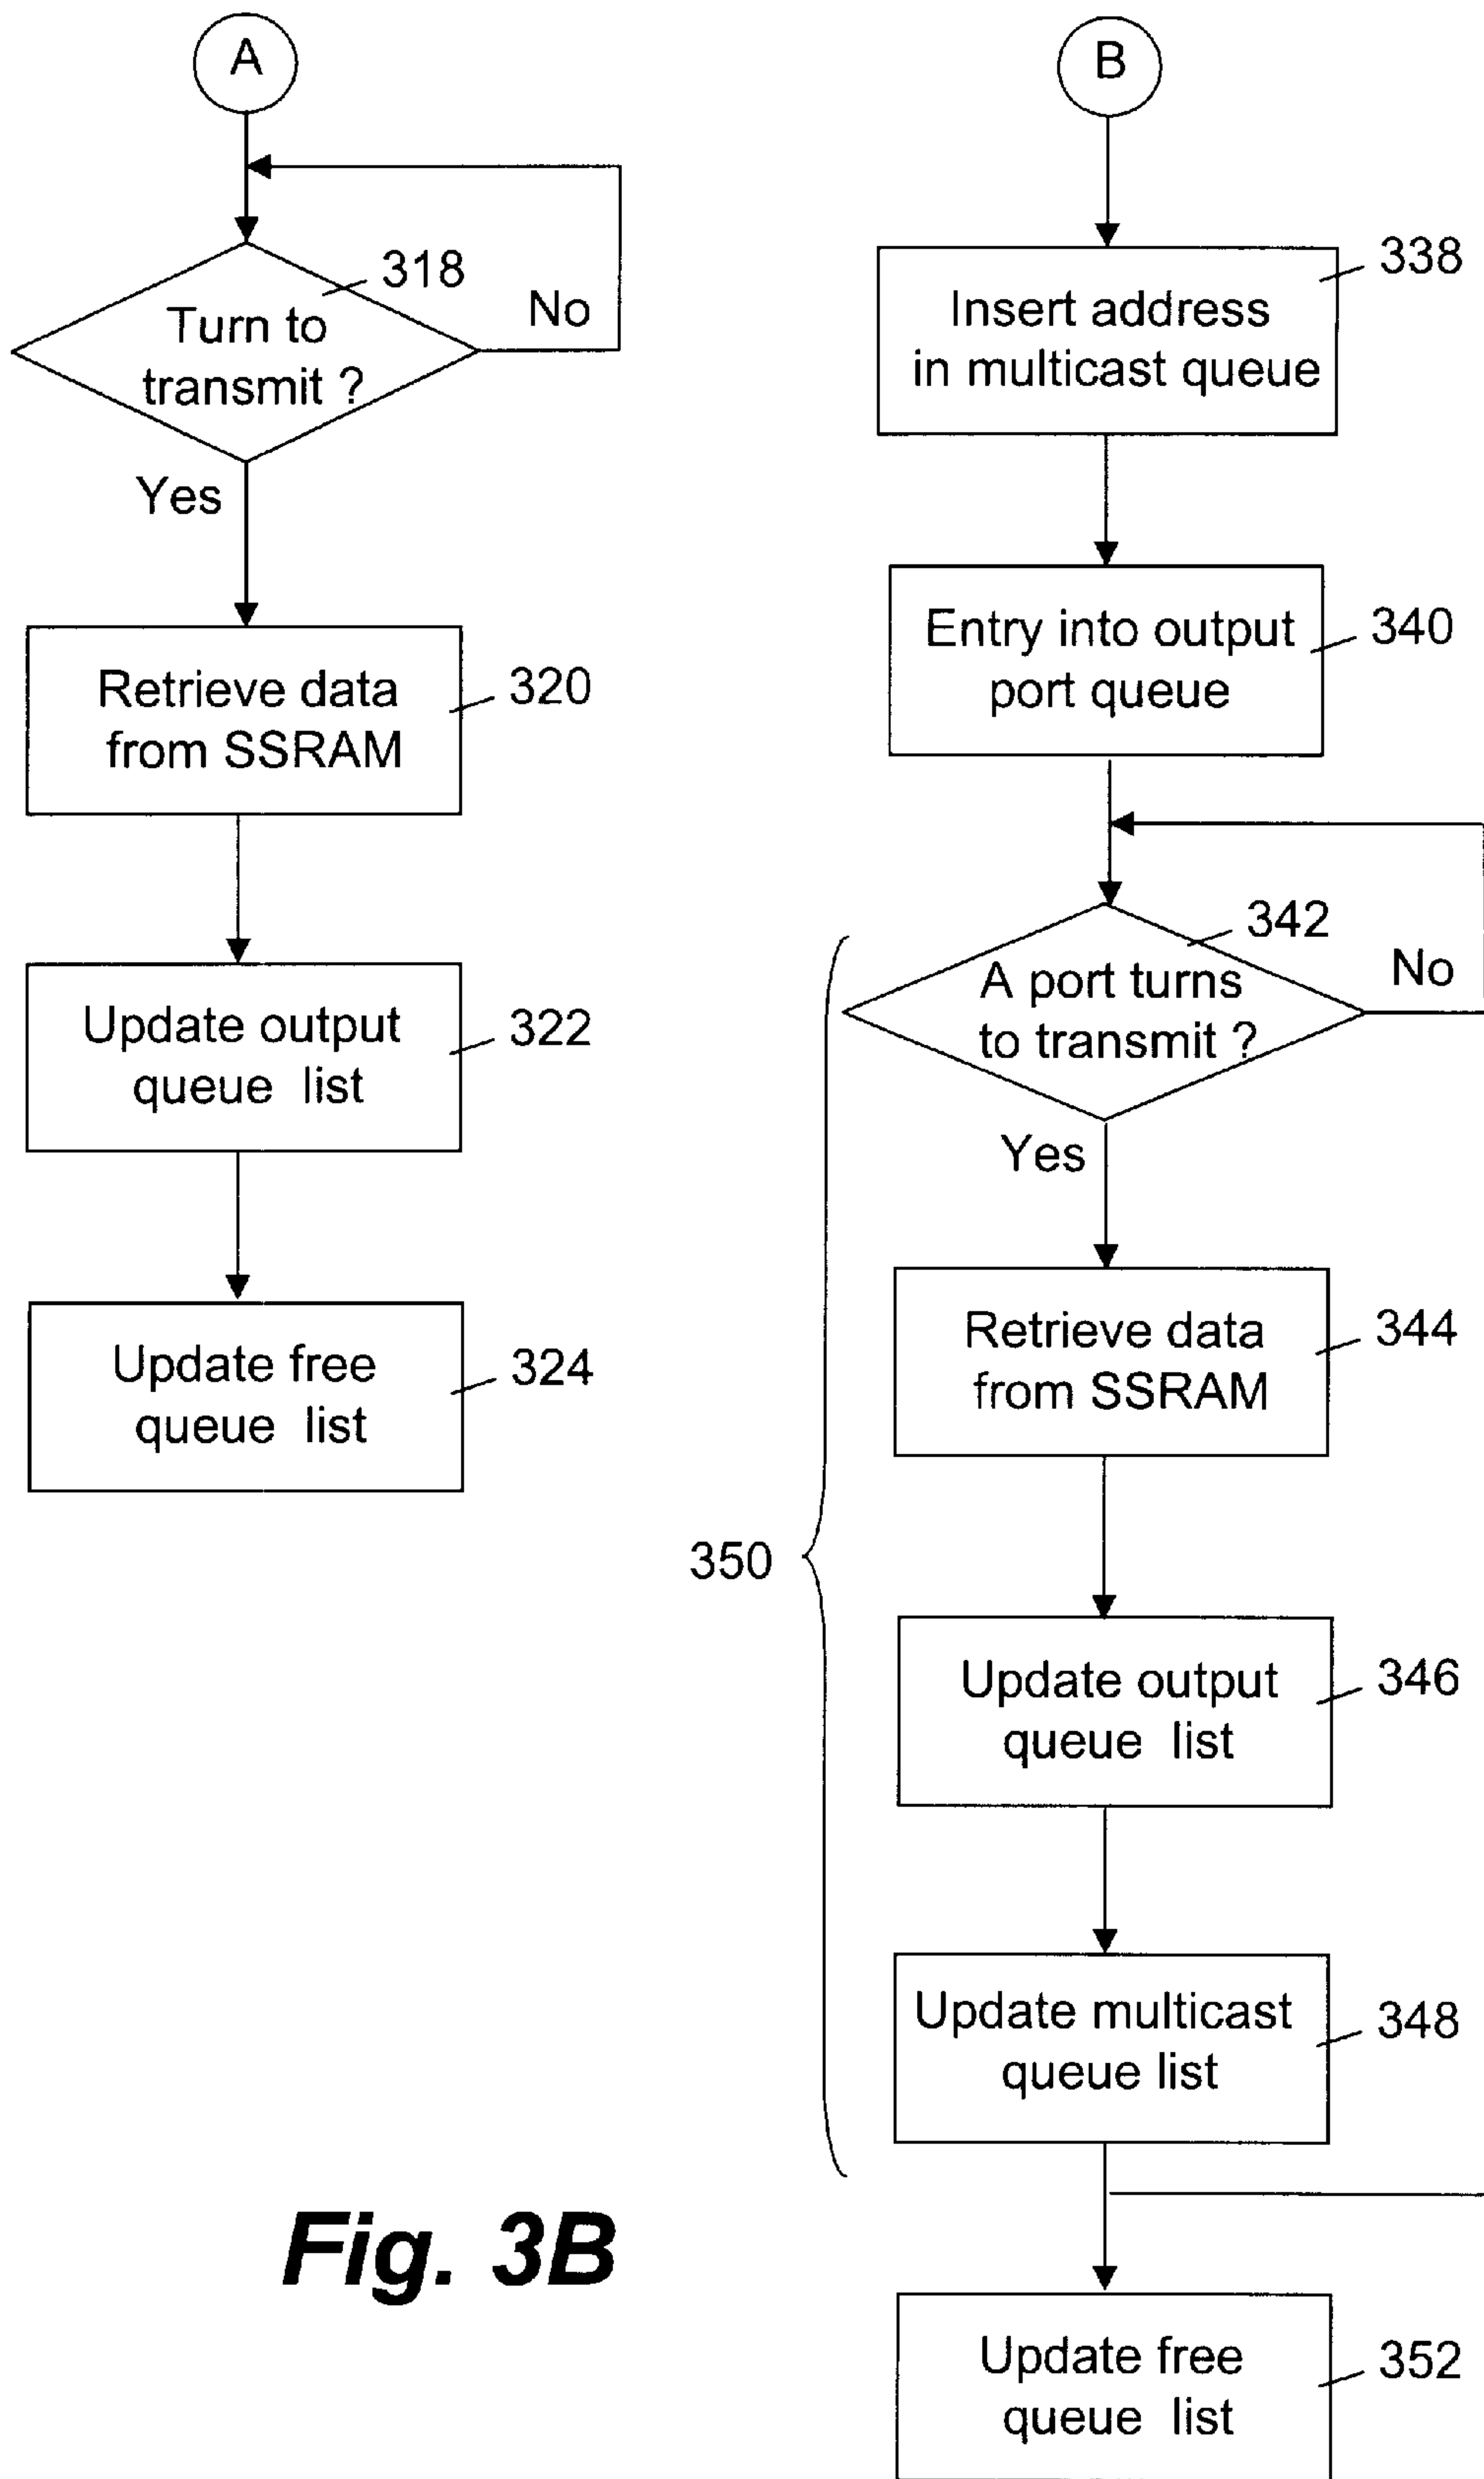 A
318
Turn to
transmit ?
No
Yes
Retrieve data
from SSRAM
320
Update output
queue list
322
Update free
queue list
324
B
338
Insert address
in multicast queue
Entry into output
port queue
340
342
A port turns
to transmit ?
No
Yes
Retrieve data
from SSRAM
344
350
Update output
queue list
346
Update multicast
queue list
348
Update free
queue list
352
Fig. 3B